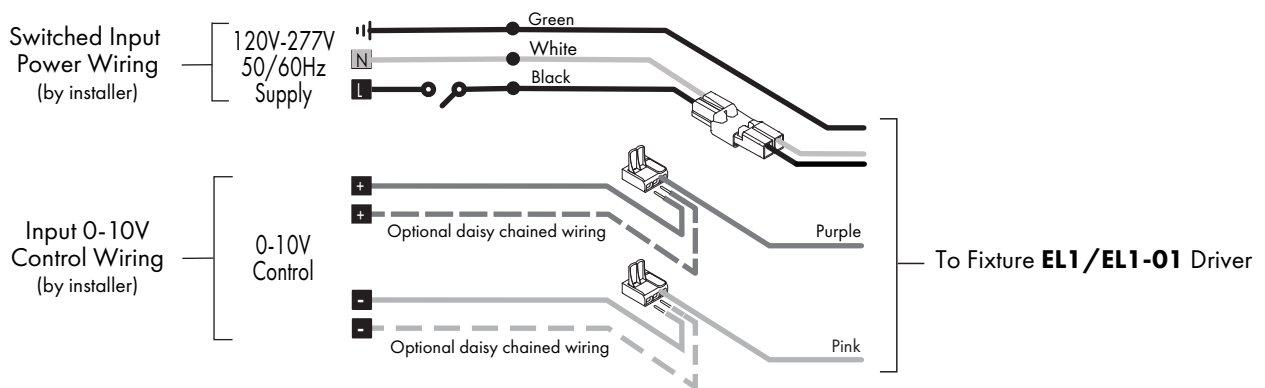 Switched Input
Power Wiring
(by installer)
120V-277V
50/60Hz
Supply
N
L
Green
White
Black
Input 0-10V
Control Wiring
(by installer)
0-10V
Control
+
+
Optional daisy chained wiring
Purple
-
-
Optional daisy chained wiring
Pink
To Fixture EL1/EL1-01 Driver